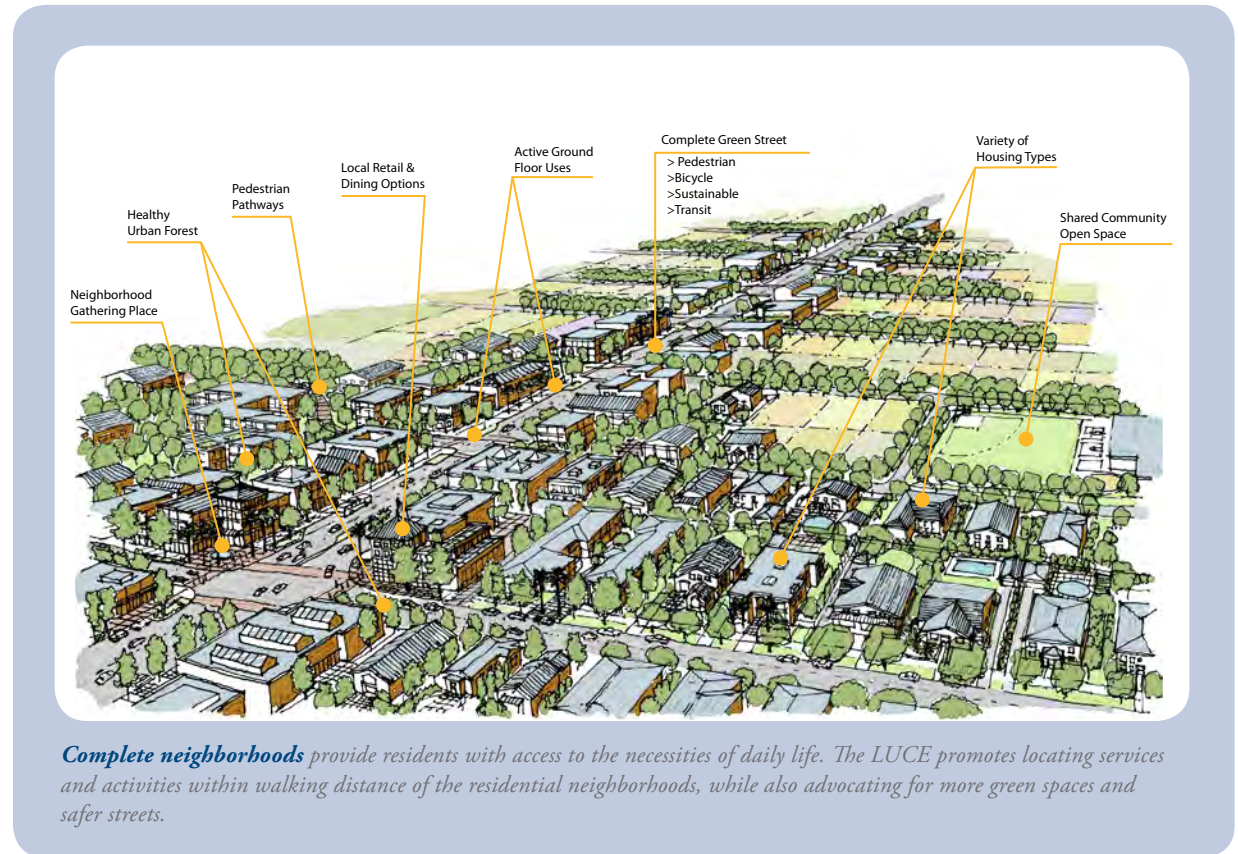 Neighborhood
Gathering Place
Healthy
Urban Forest
Pedestrian
Pathways
Local Retail &
Dining Options
Active Ground
Floor Uses
Complete Green Street
> Pedestrian
>Bicycle
>Sustainable
>Transit
Variety of
Housing Types
Shared Community
Open Space
Complete neighborhoods provide residents with access to the necessities of daily life. The LUCE promotes locating services
and activities within walking distance of the residential neighborhoods, while also advocating for more green spaces and
safer streets.